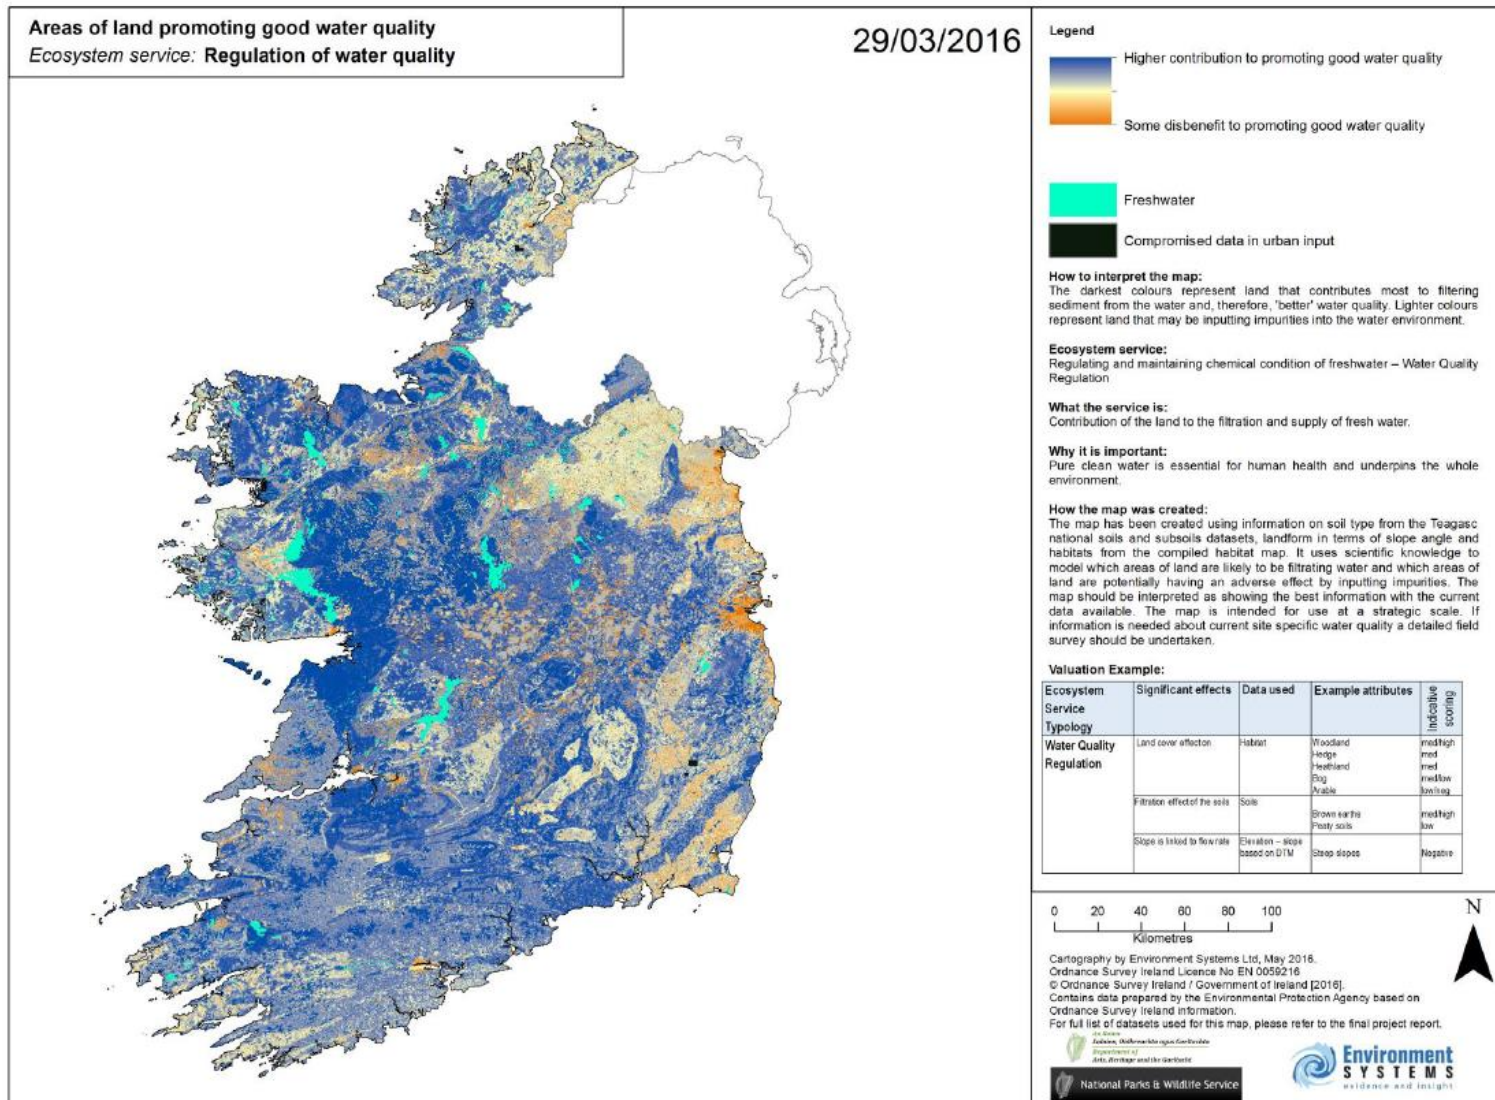 Areas of land promoting good water quality
Ecosystem service: Regulation of water quality
29/03/2016
Legend
Higher contribution to promoting good water quality
Some disbenefit to promoting good water quality
Freshwater
Compromised data in urban input
How to interpret the map:
The darkest colours represent land that contributes most to filtering
sediment from the water and, therefore, 'better' water quality. Lighter colours
represent land that may be inputting impurities into the water environment.
Ecosystem service:
Regulating and maintaining chemical condition of freshwater – Water Quality
Regulation
What the service is:
Contribution of the land to the filtration and supply of fresh water.
Why it is important:
Pure clean water is essential for human health and underpins the whole
environment.
How the map was created:
The map has been created using information on soil type from the Teagasc
national soils and subsoils datasets, landform in terms of slope angle and
habitats from the compiled habitat map. It uses scientific knowledge to
model which areas of land are likely to be filtrating water and which areas of
land are potentially having an adverse effect by inputting impurities. The
map should be interpreted as showing the best information with the current
data available. The map is intended for use at a strategic scale. If
information is needed about current site specific water quality a detailed field
survey should be undertaken.
Valuation Example:
Ecosystem Service Typology
Significant effects
Data used
Example attributes
Indicative scoring
Water Quality Regulation
Land cover effect on
Habitat
Woodland
med/high
Hedge
med
Heathland
med
Bog
med/low
Arable
low/neg
Filtration effect of the soils
Soils
Brown earths
med/high
Peaty soils
low
Slope is linked to flow rate
Elevation – slope
based on DTM
Steep slopes
Negative
0 20 40 60 80 100
Kilometres
N
Cartography by Environment Systems Ltd, May 2016.
Ordnance Survey Ireland Licence No EN 0059216
© Ordnance Survey Ireland / Government of Ireland [2016].
Contains data prepared by the Environmental Protection Agency based on
Ordnance Survey Ireland information.
For full list of datasets used for this map, please refer to the final project report.
Department of
Arts, Heritage and the Gaeltacht
National Parks & Wildlife Service
Environment
SYSTEMS
evidence and insight